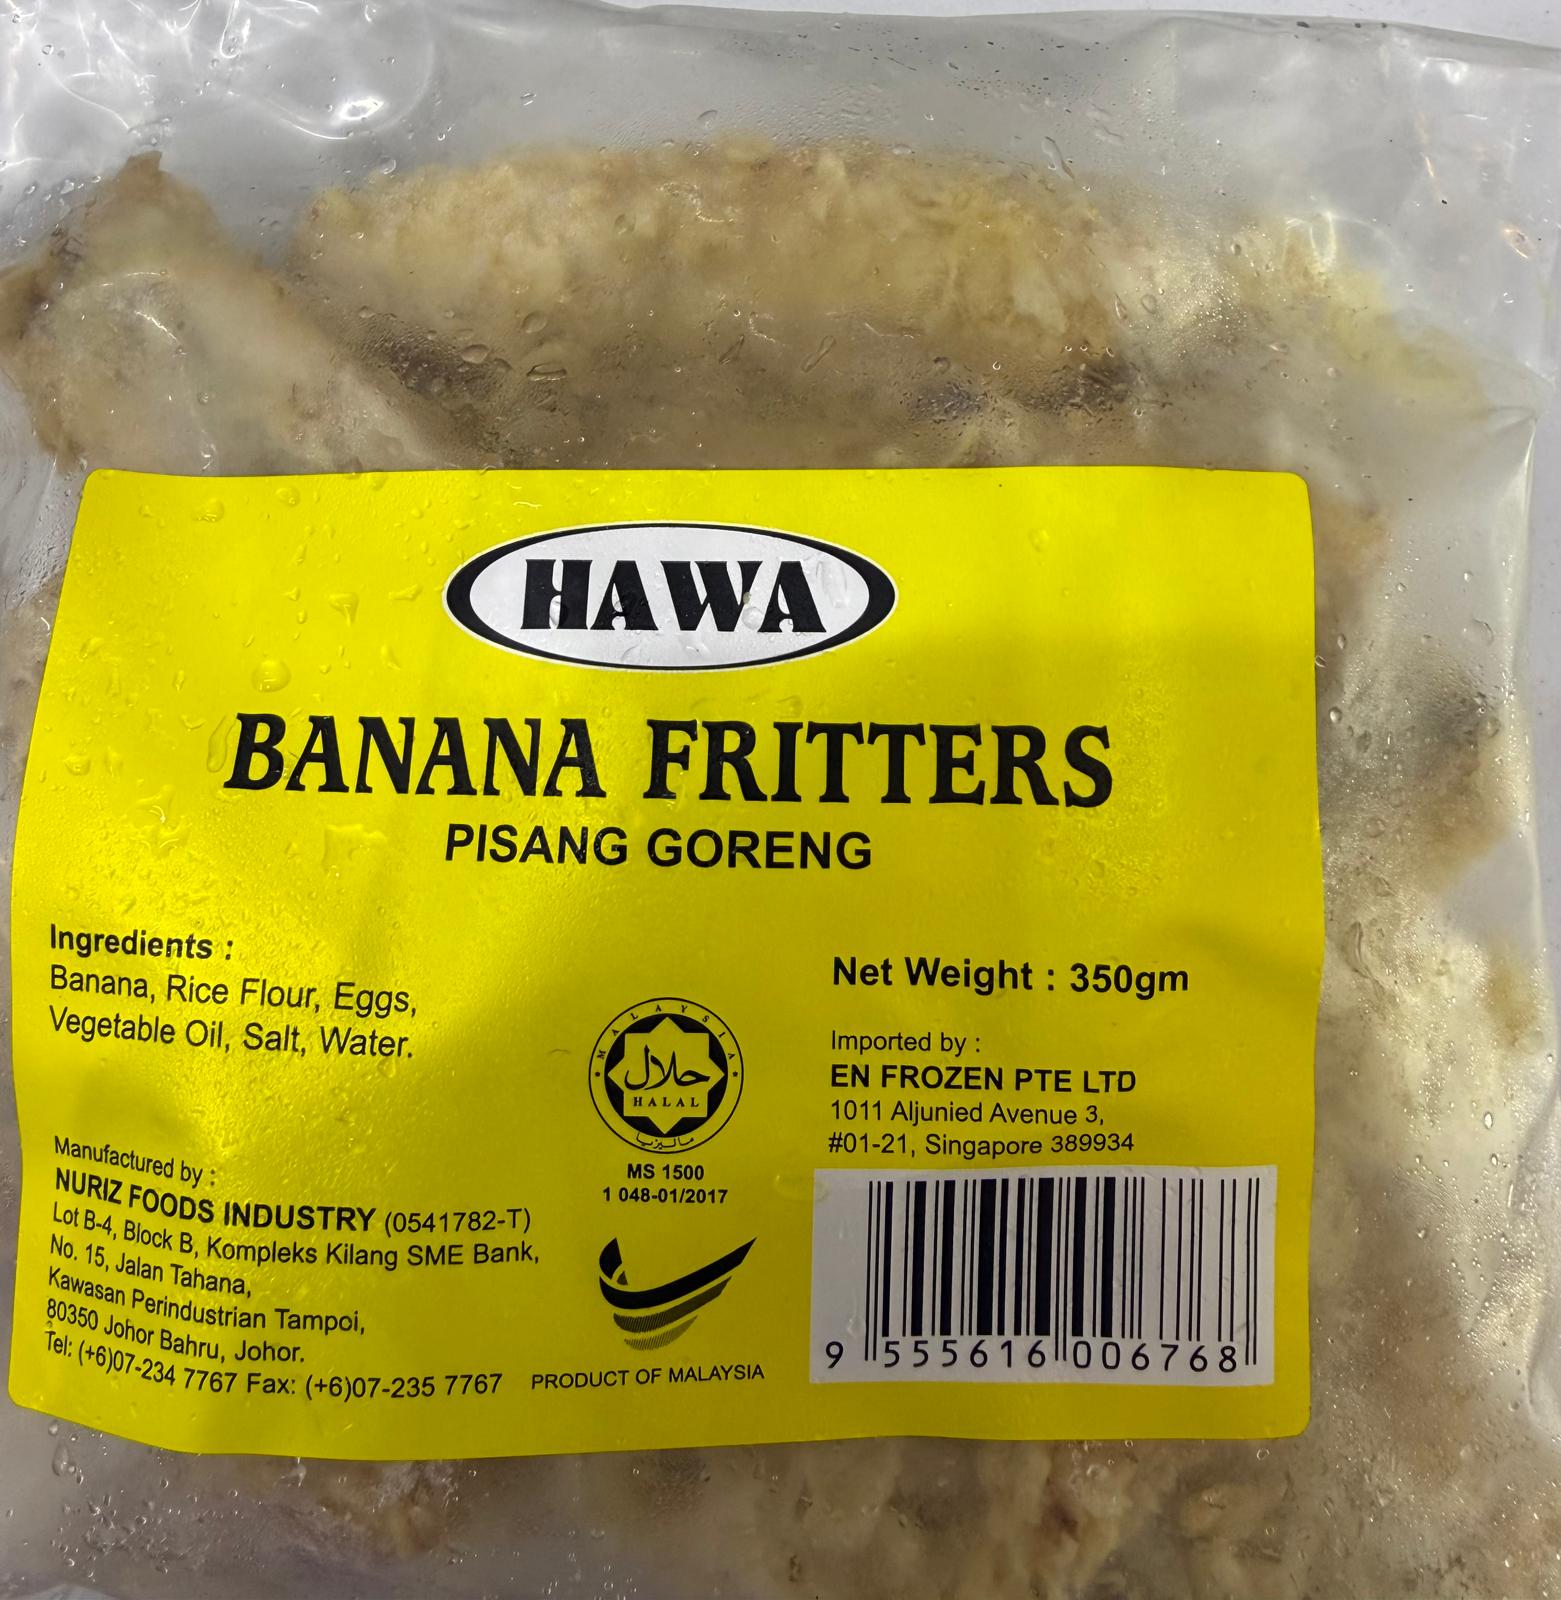 HAWA
BANANA FRITTERS
PISANG GORENG
Ingredients :
Banana, Rice Flour, Eggs,
Vegetable Oil, Salt, Water.
Manufactured by :
NURIZ FOODS INDUSTRY (0541782-T)
Lot B-4, Block B, Kompleks Kilang SME Bank,
No. 15, Jalan Tahana,
Kawasan Perindustrian Tampoi,
80350 Johor Bahru, Johor.
Tel: (+6)07-234 7767 Fax: (+6)07-235 7767
MALAYSIA
حلال
HALAL
ماليزيا
MS 1500
1 048-01/2017
PRODUCT OF MALAYSIA
Net Weight : 350gm
Imported by :
EN FROZEN PTE LTD
1011 Aljunied Avenue 3,
#01-21, Singapore 389934
9 555616 006768